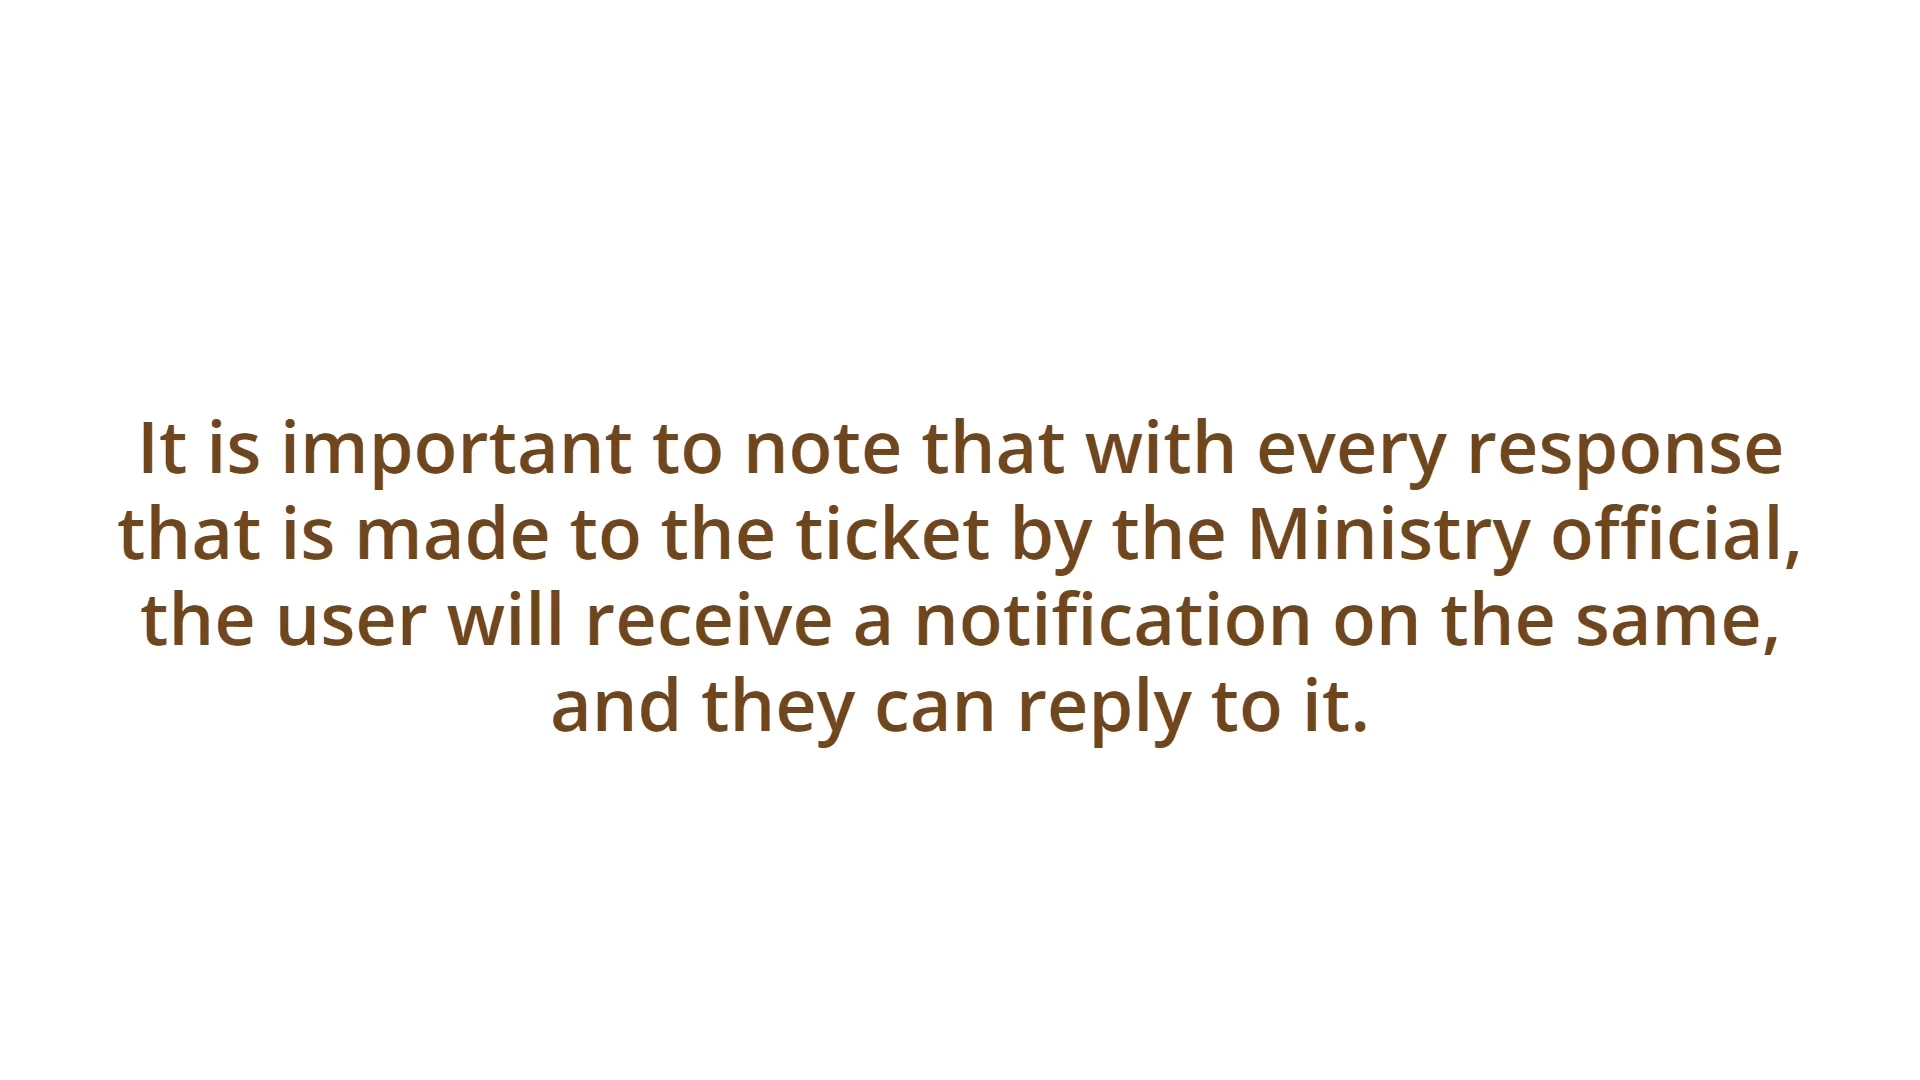 It is important to note that with every response
that is made to the ticket by the Ministry official,
the user will receive a notification on the same,
and they can reply to it.